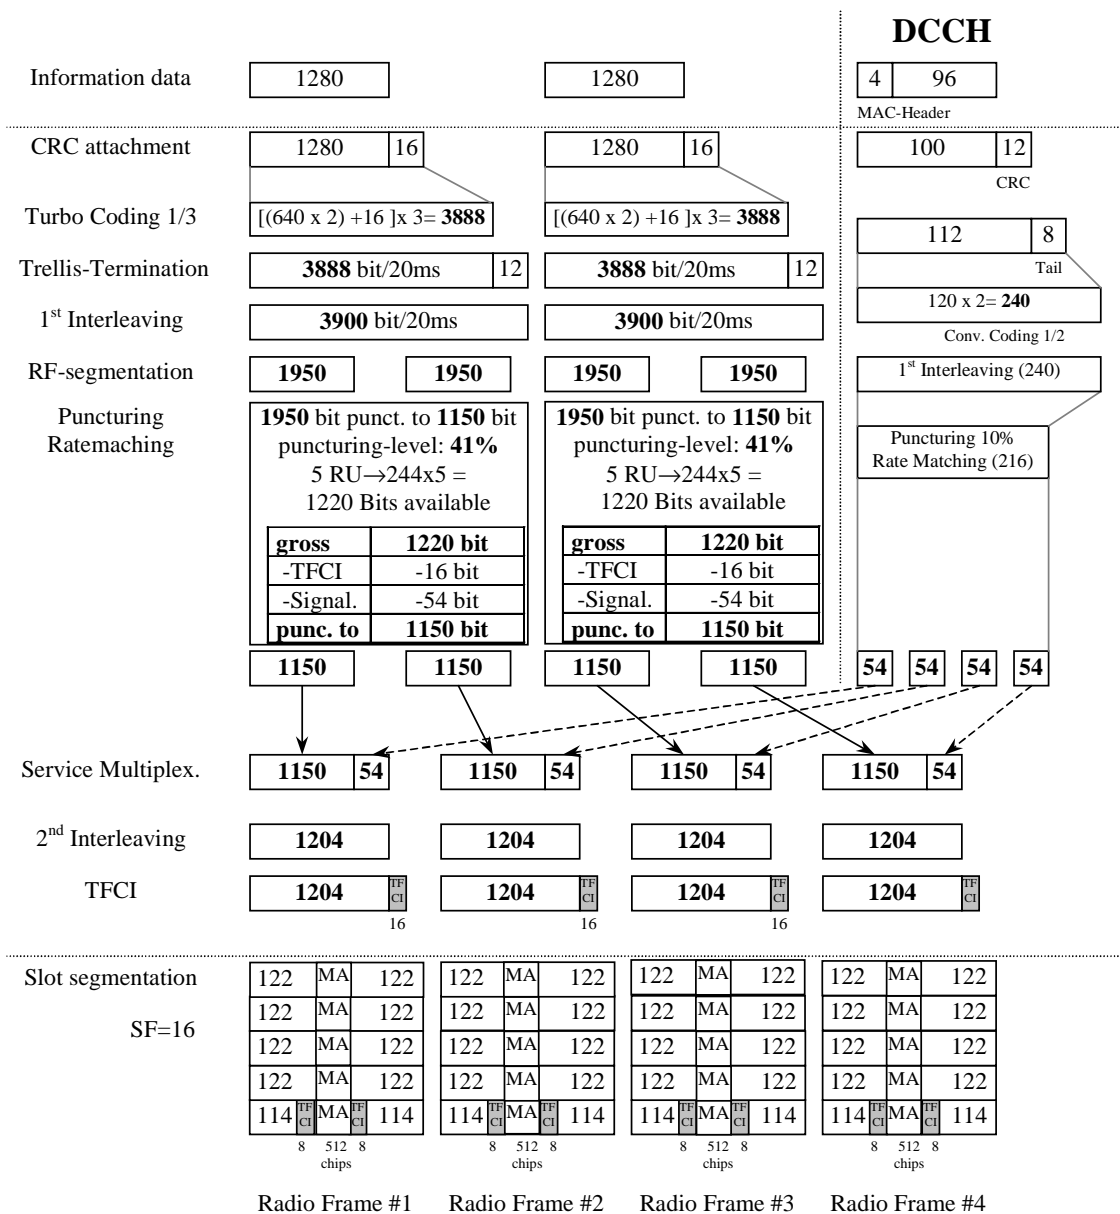 DCCH
Information data 1280 1280 4 96
MAC-Header
CRC attachment 1280 16 1280 16 100 12
CRC
Turbo Coding 1/3 [(640 x 2) +16 ]x 3= 3888 [(640 x 2) +16 ]x 3= 3888
112 8
Trellis-Termination 3888 bit/20ms 12 3888 bit/20ms 12 Tail
120 x 2= 240
1st Interleaving 3900 bit/20ms 3900 bit/20ms
Conv. Coding 1/2
RF-segmentation 1950 1950 1950 1950 1st Interleaving (240)
Puncturing 1950 bit punct. to 1150 bit 1950 bit punct. to 1150 bit
Ratemaching puncturing-level: 41% puncturing-level: 41% Puncturing 10%
Rate Matching (216)
5 RU→244x5 = 5 RU→244x5 =
1220 Bits available 1220 Bits available
gross 1220 bit gross 1220 bit
-TFCI -16 bit -TFCI -16 bit
-Signal. -54 bit -Signal. -54 bit
punc. to 1150 bit punc. to 1150 bit
1150 1150 1150 1150 54 54 54 54
Service Multiplex. 1150 54 1150 54 1150 54 1150 54
2nd Interleaving 1204 1204 1204 1204
TFCI 1204 TF CI 1204 TF CI 1204 TF CI 1204 TF CI
16 16 16
Slot segmentation 122 MA 122 122 MA 122 122 MA 122 122 MA 122
SF=16 122 MA 122 122 MA 122 122 MA 122 122 MA 122
122 MA 122 122 MA 122 122 MA 122 122 MA 122
122 MA 122 122 MA 122 122 MA 122 122 MA 122
114 TF CI MA TF CI 114 114 TF CI MA TF CI 114 114 TF CI MA TF CI 114 114 TF CI MA TF CI 114
8 512 8 8 512 8 8 512 8 8 512 8
chips chips chips chips
Radio Frame #1 Radio Frame #2 Radio Frame #3 Radio Frame #4